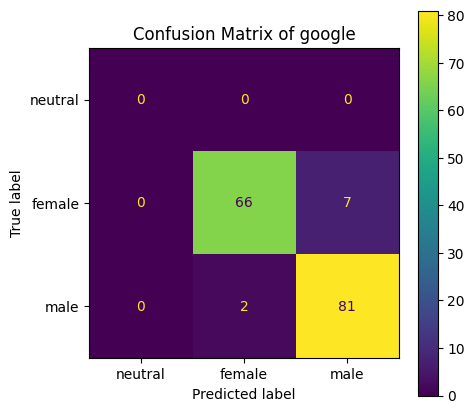 Confusion Matrix of google
True label
neutral
female
male
0 0 0
0 66 7
0 2 81
neutral female male
Predicted label
80
70
60
50
40
30
20
10
0